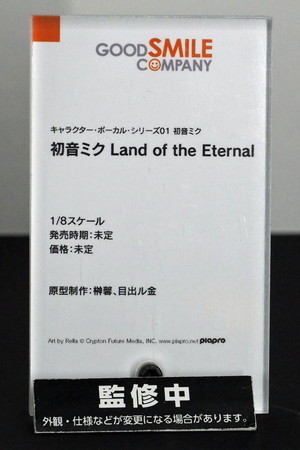 GOODSMILE
COMPANY
キャラクター・ボーカル・シリーズ01 初音ミク
初音ミク Land of the Eternal
1/8スケール
発売時期：未定
価格：未定
原型制作：榊馨、目出ル金
Art by Rella © Crypton Future Media, INC. www.piapro.net piapro
監修中
外観・仕様などが変更になる場合があります。